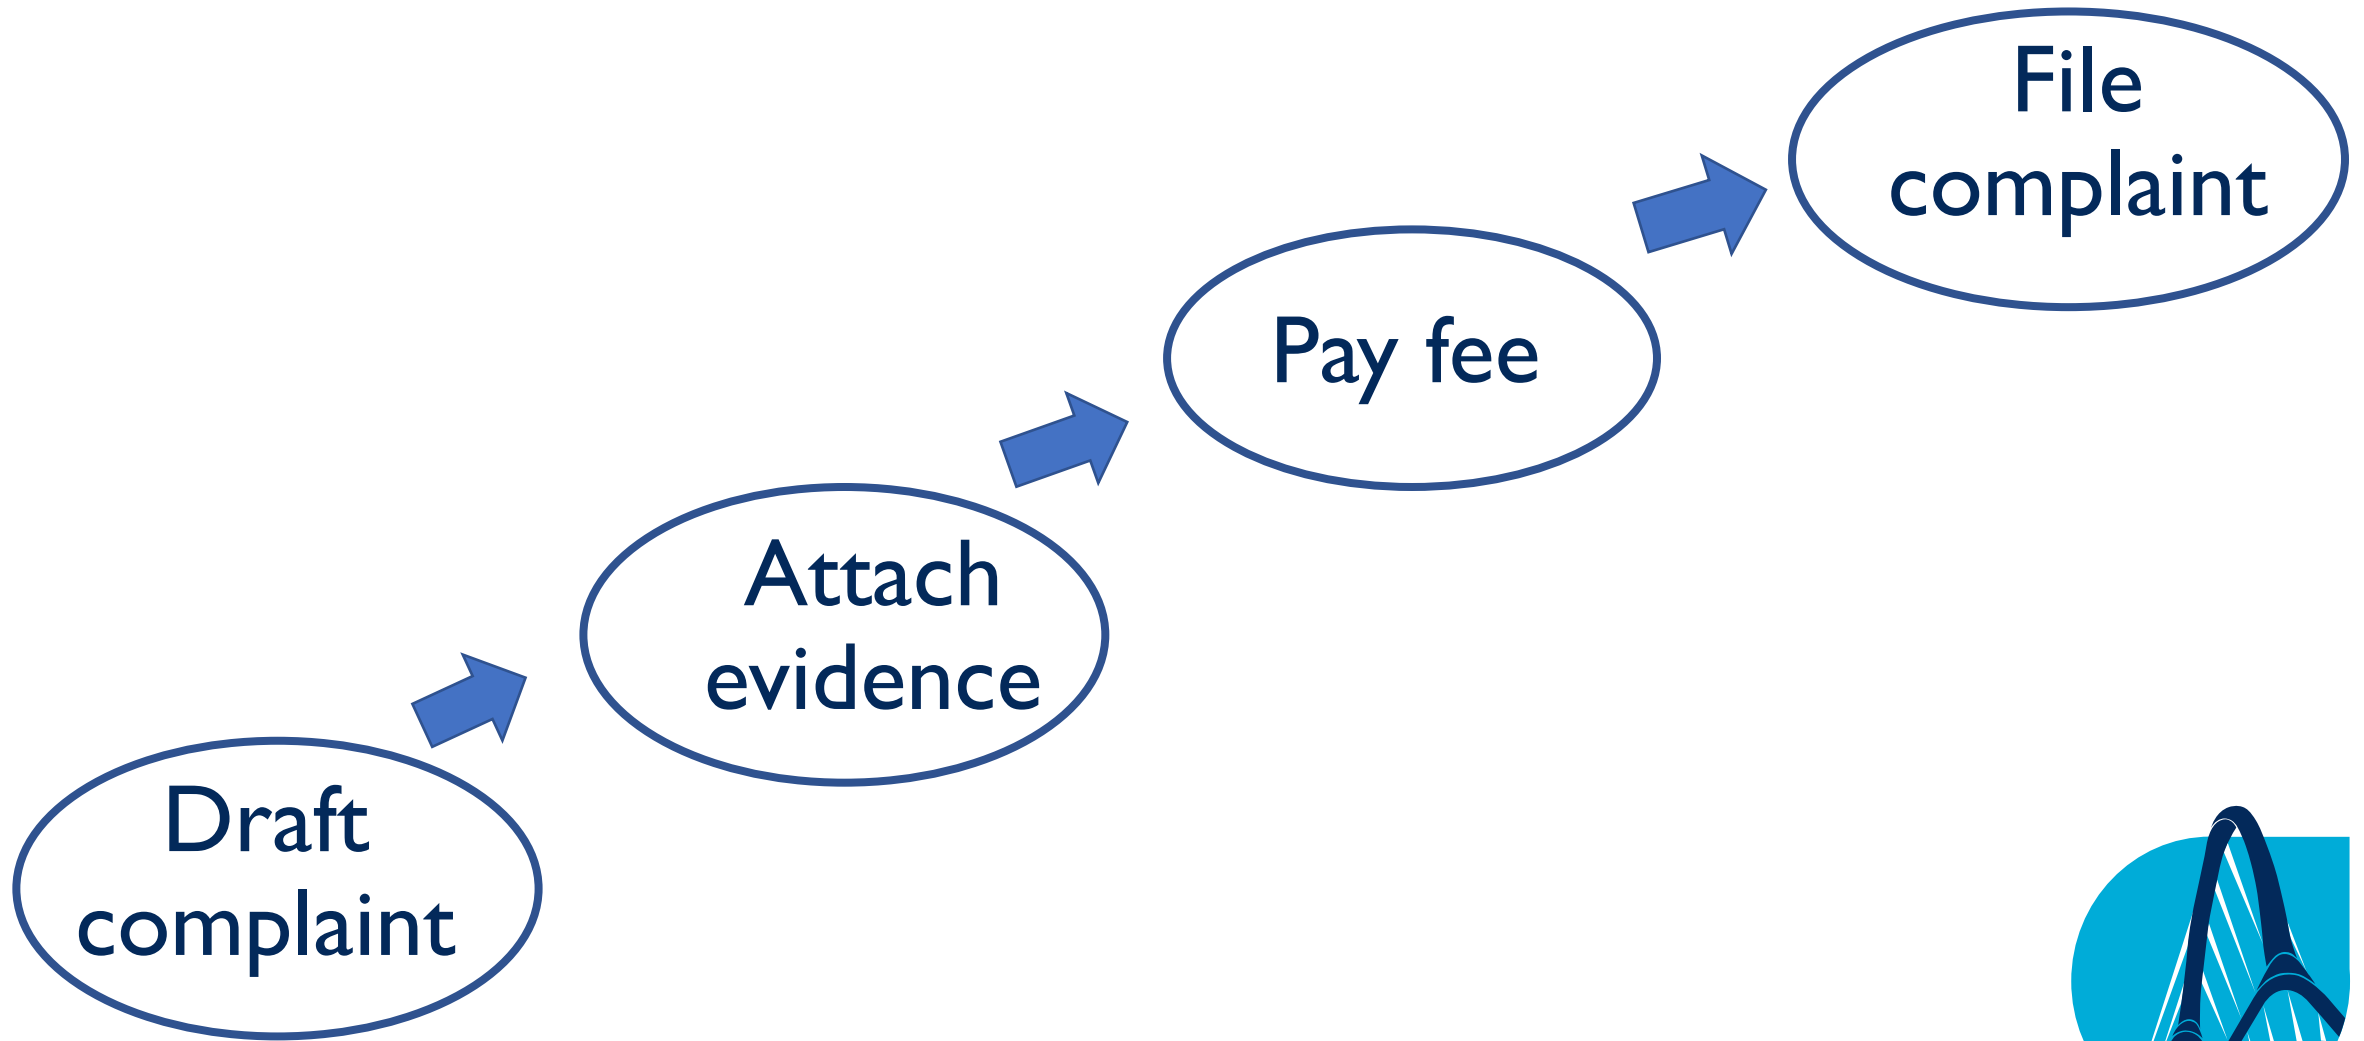 Draft
complaint
Attach
evidence
Pay fee
File
complaint